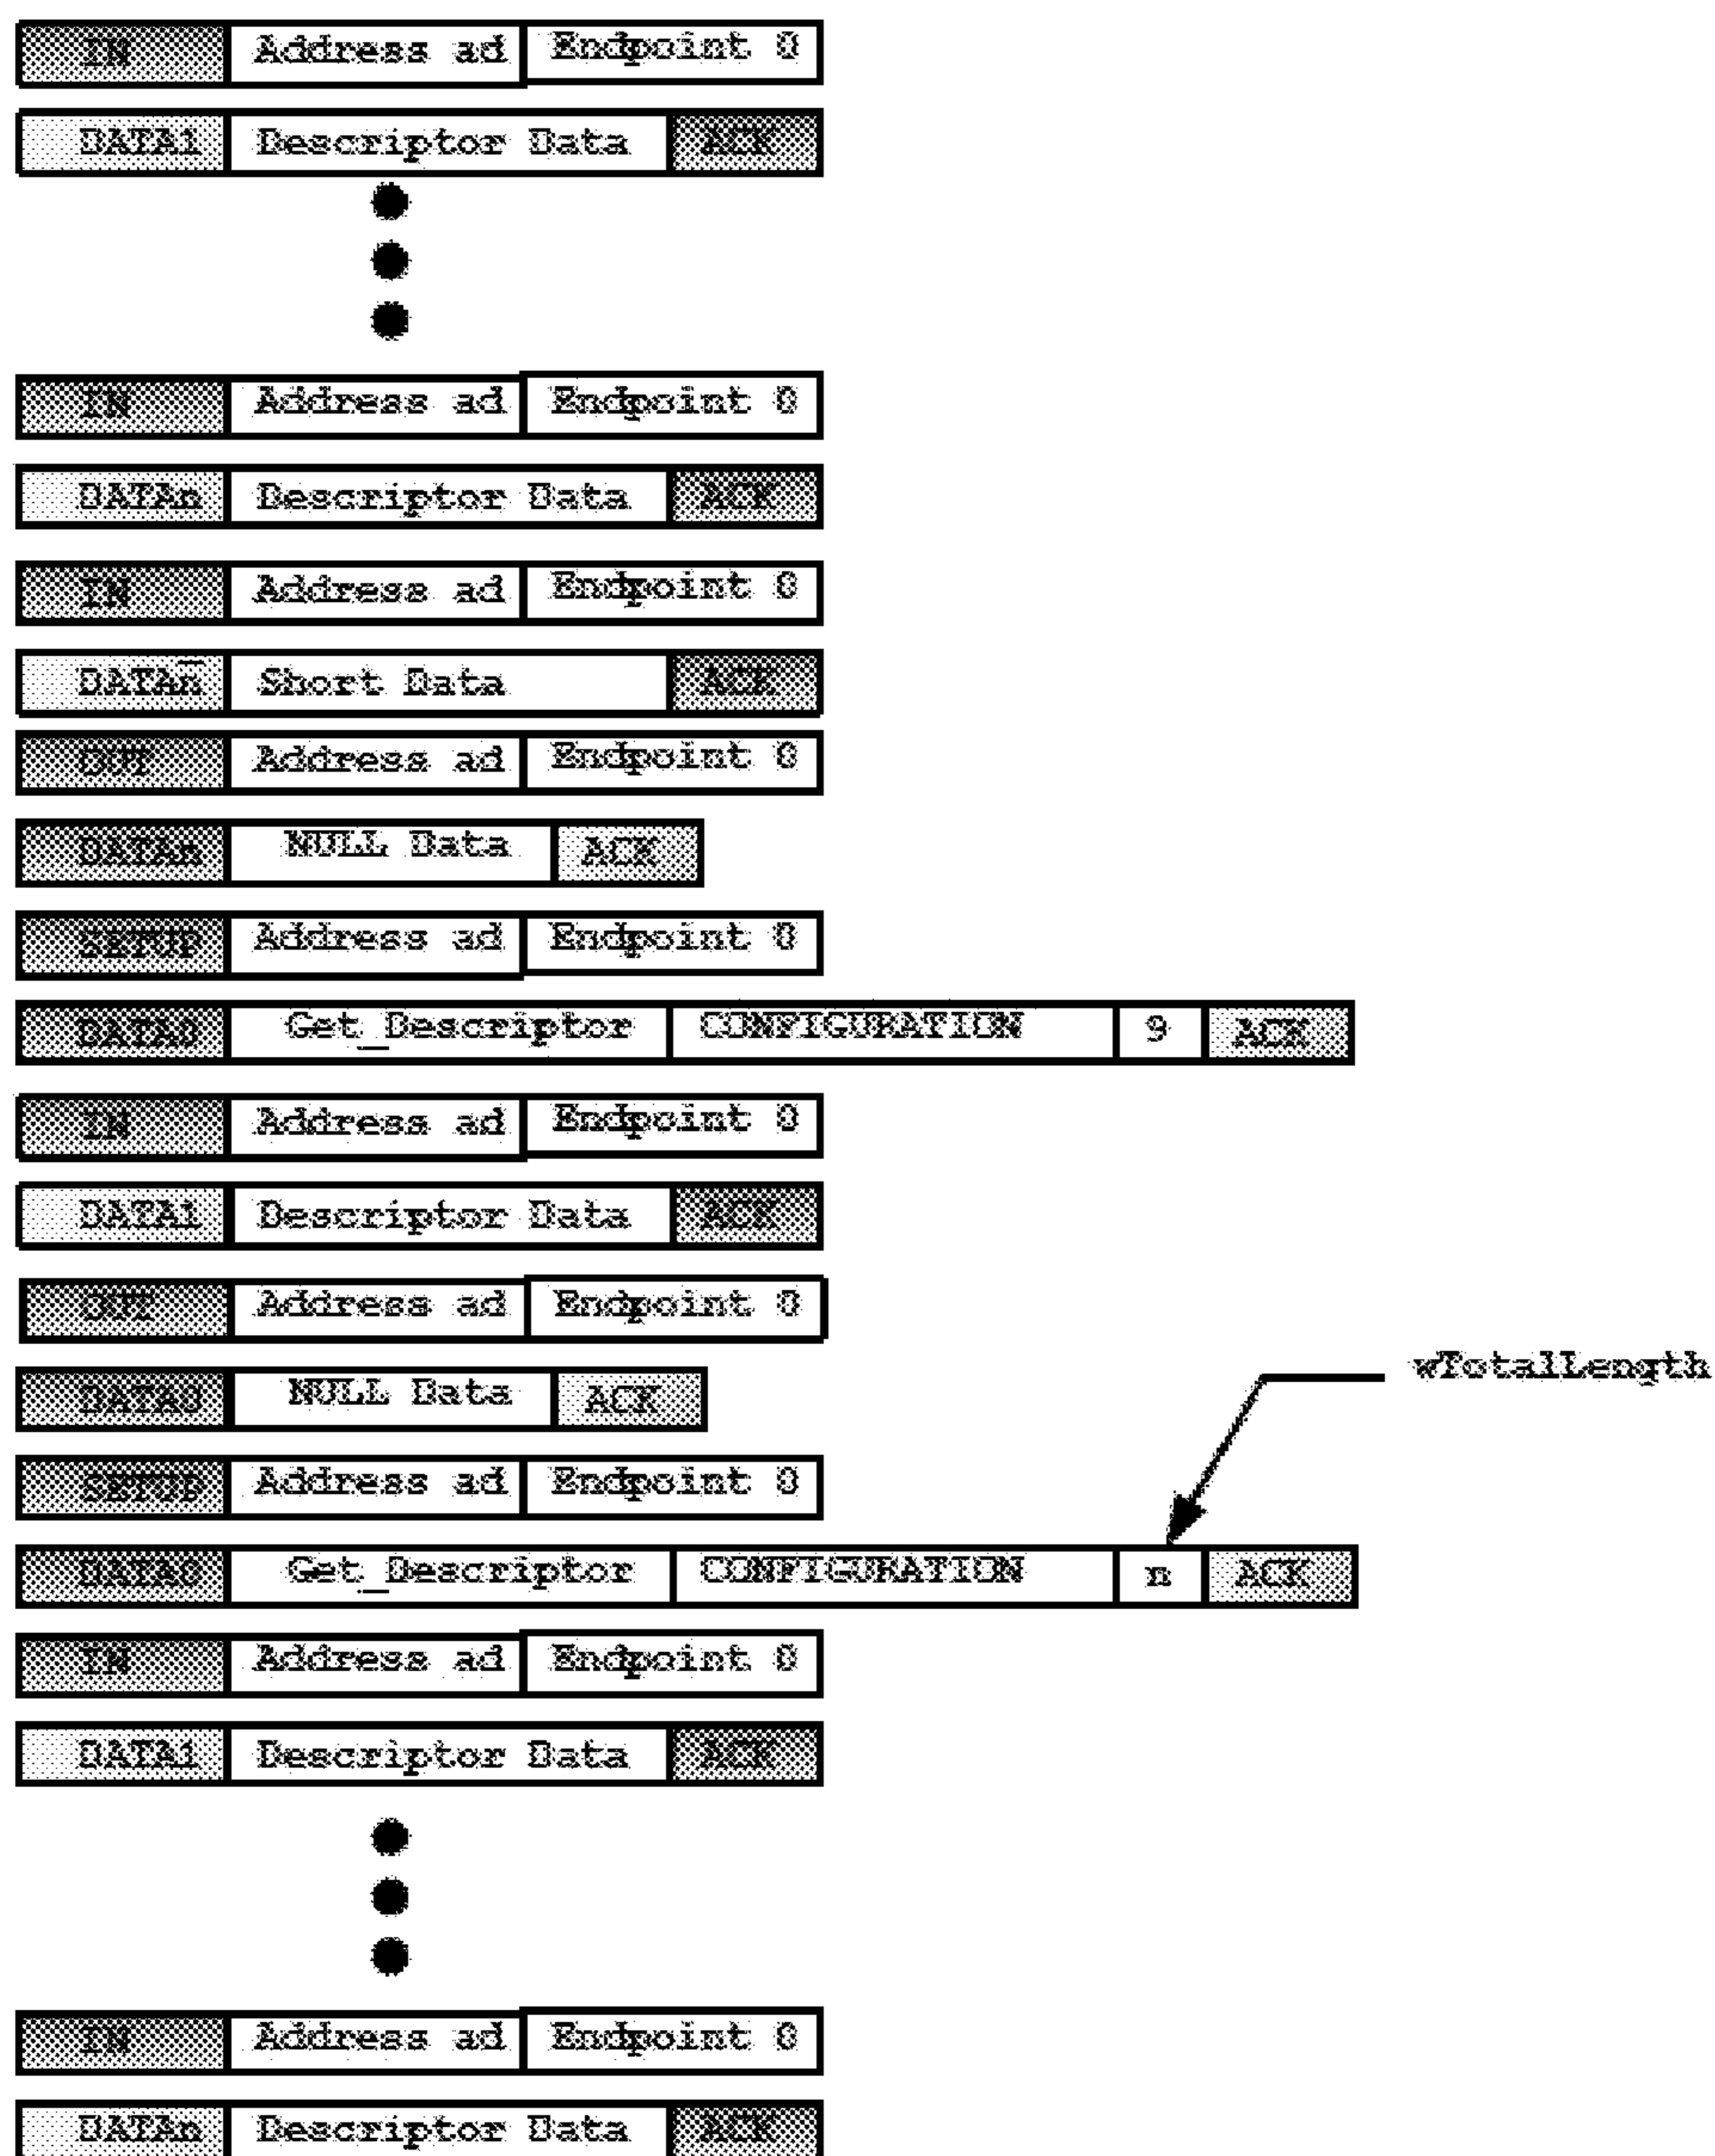 IN Address ad Endpoint 0
DATA1 Descriptor Data ACK
IN Address ad Endpoint 0
DATAn Descriptor Data ACK
IN Address ad Endpoint 0
DATAn̅ Short Data ACK
OUT Address ad Endpoint 0
DATAn NULL Data ACK
SETUP Address ad Endpoint 0
DATA0 Get_Descriptor CONFIGURATION 9 ACK
IN Address ad Endpoint 0
DATA1 Descriptor Data ACK
OUT Address ad Endpoint 0
wTotalLength
DATA0 NULL Data ACK
SETUP Address ad Endpoint 0
DATA0 Get_Descriptor CONFIGURATION n ACK
IN Address ad Endpoint 0
DATA1 Descriptor Data ACK
IN Address ad Endpoint 0
DATAn Descriptor Data ACK